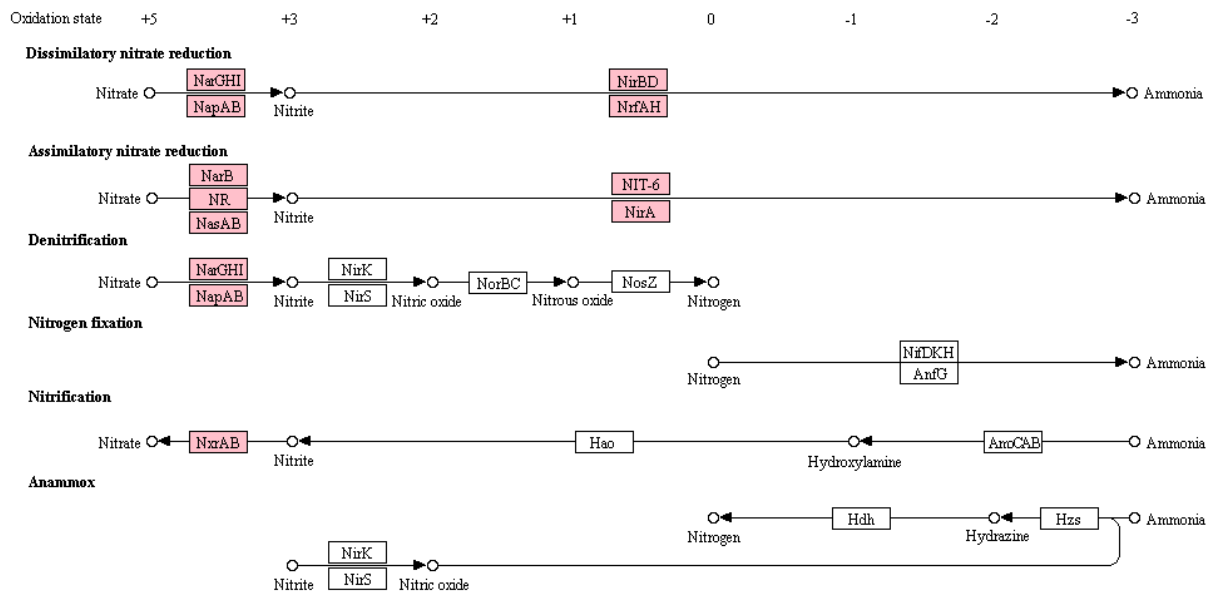 Oxidation state +5 +3 +2 +1 0 -1 -2 -3
Dissimilatory nitrate reduction
NarGHI NirBD
Nitrate Ammonia
NapAB Nitrite NrfAH
Assimilatory nitrate reduction
NarB NIT-6
Nitrate NR Ammonia
NasAB Nitrite NirA
Denitrification
NarGHI NirK
Nitrate NorBC NosZ
NapAB Nitrite NirS Nitric oxide Nitrous oxide Nitrogen
Nitrogen fixation
NifDKH
Ammonia
Nitrogen AnfG
Nitrification
Nitrate NxrAB Hao AmoCAB Ammonia
Nitrite Hydroxylamine
Anammox
Hdh Hzs Ammonia
Nitrogen Hydrazine
NirK
Nitrite NirS Nitric oxide